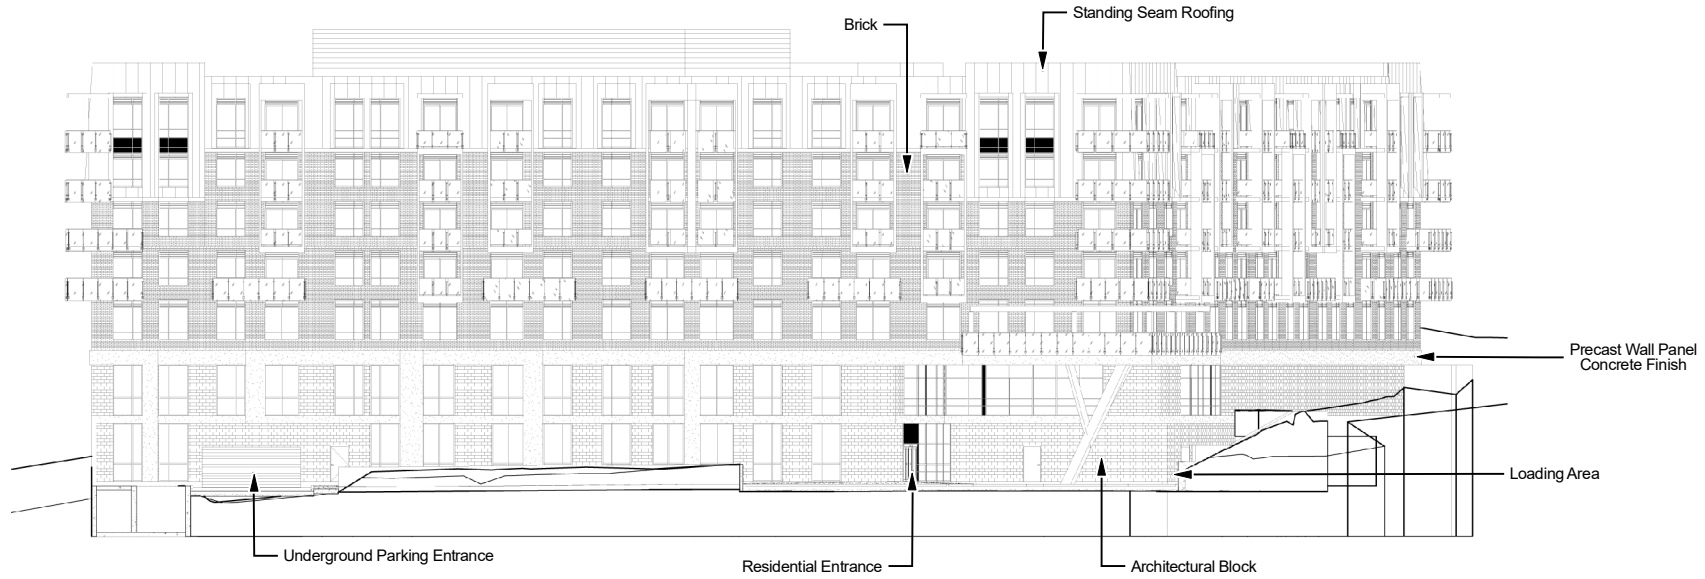 Standing Seam Roofing
Brick
Precast Wall Panel
Concrete Finish
Loading Area
Underground Parking Entrance
Residential Entrance
Architectural Block